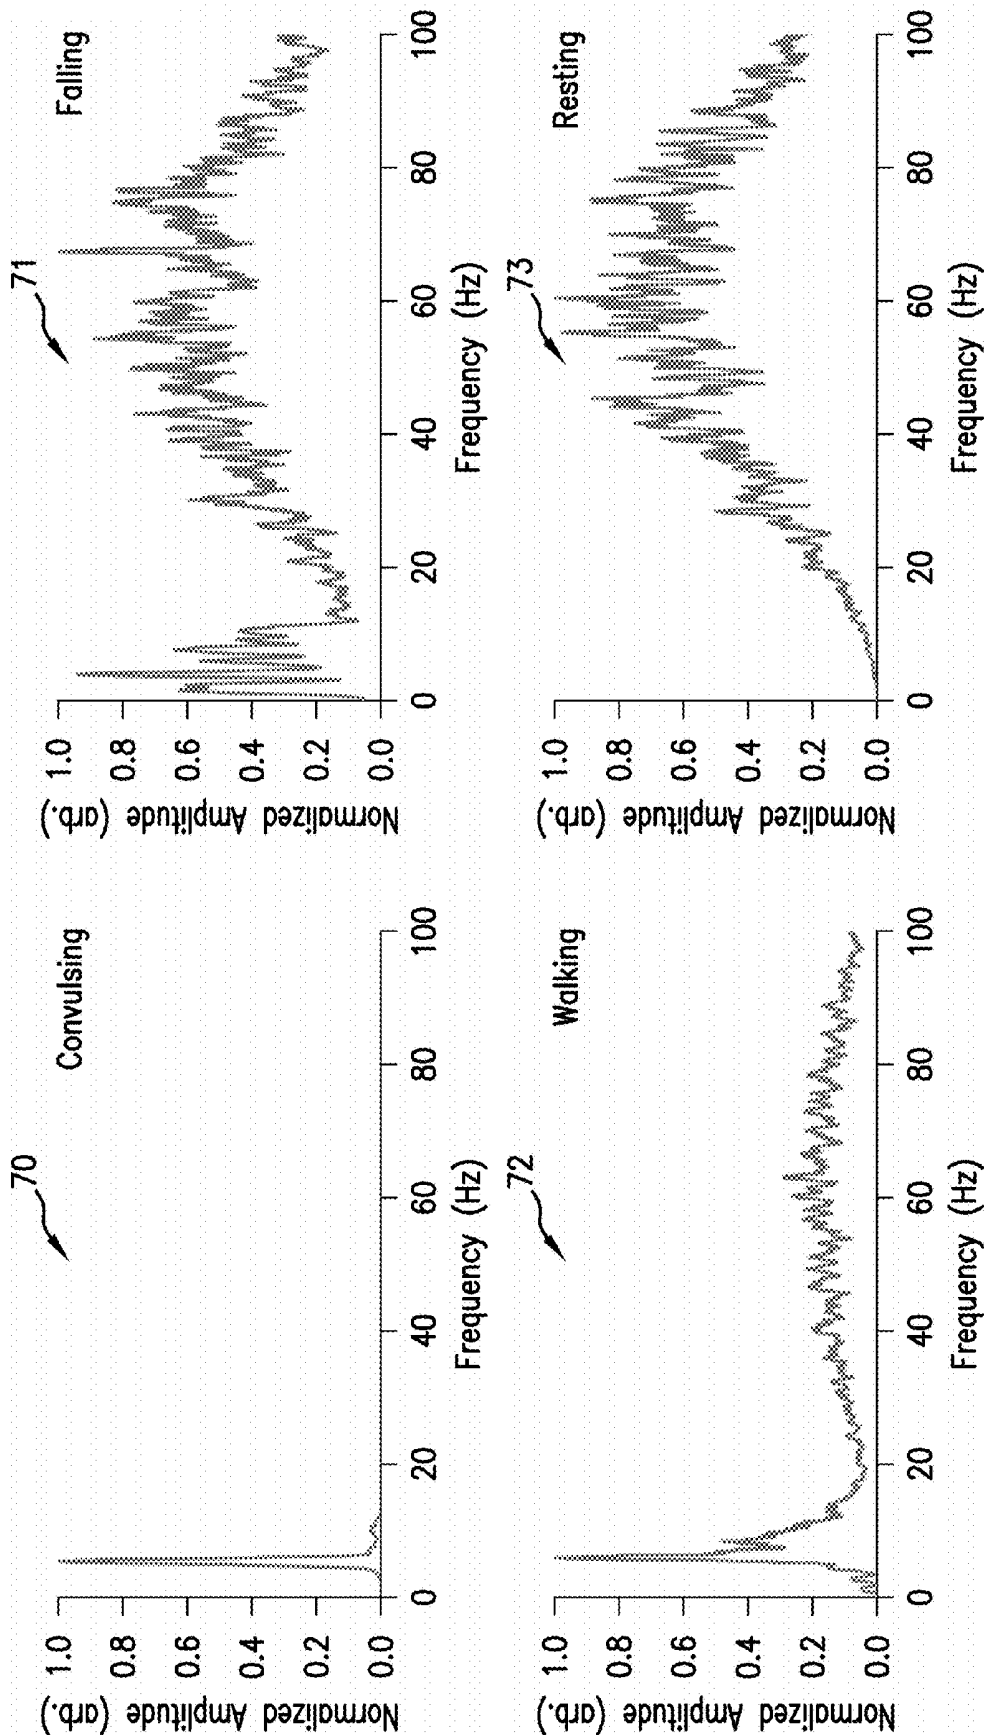 70
Convulsing
Normalized Amplitude (arb.)
1.0
0.8
0.6
0.4
0.2
0.0
0 20 40 60 80 100
Frequency (Hz)
71
Falling
Normalized Amplitude (arb.)
1.0
0.8
0.6
0.4
0.2
0.0
0 20 40 60 80 100
Frequency (Hz)
72
Walking
Normalized Amplitude (arb.)
1.0
0.8
0.6
0.4
0.2
0.0
0 20 40 60 80 100
Frequency (Hz)
73
Resting
Normalized Amplitude (arb.)
1.0
0.8
0.6
0.4
0.2
0.0
0 20 40 60 80 100
Frequency (Hz)